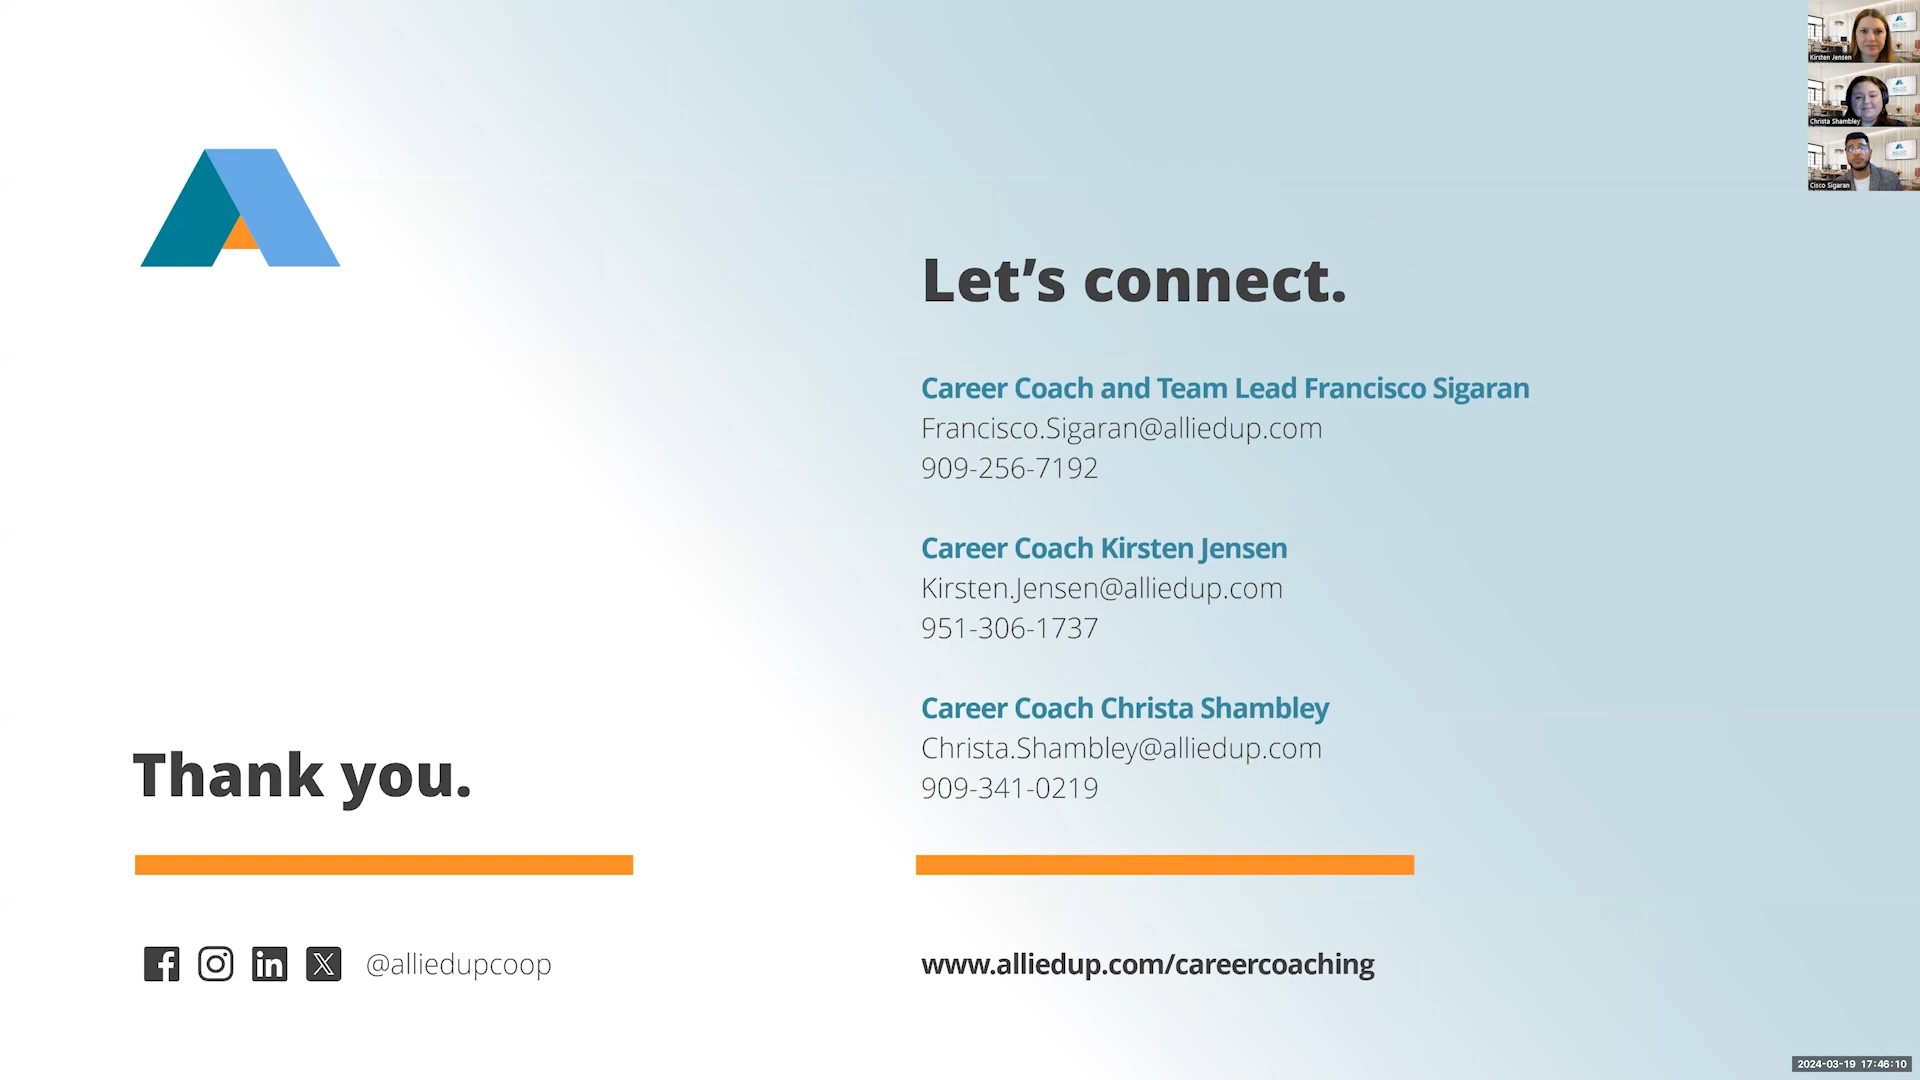 Kirsten Jensen
Christa Shambley
Cisco Sigaran
Let's connect.
Career Coach and Team Lead Francisco Sigaran
Francisco.Sigaran@alliedup.com
909-256-7192
Career Coach Kirsten Jensen
Kirsten.Jensen@alliedup.com
951-306-1737
Career Coach Christa Shambley
Christa.Shambley@alliedup.com
909-341-0219
Thank you.
@alliedupcoop
www.alliedup.com/careercoaching
2024-03-19 17:46:10